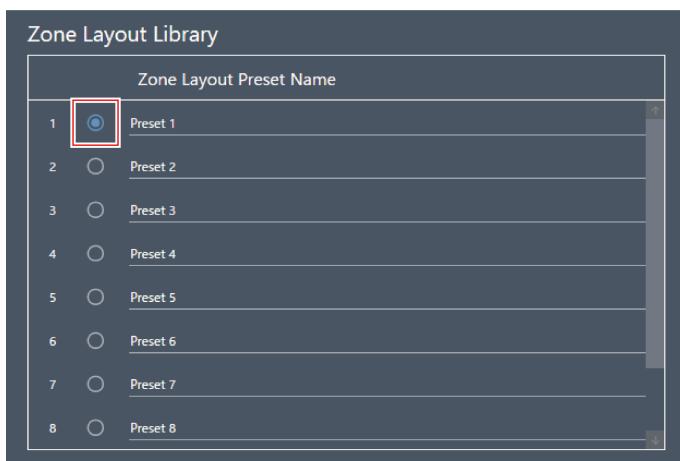 Zone Layout Library
Zone Layout Preset Name
1 Preset 1
2 Preset 2
3 Preset 3
4 Preset 4
5 Preset 5
6 Preset 6
7 Preset 7
8 Preset 8